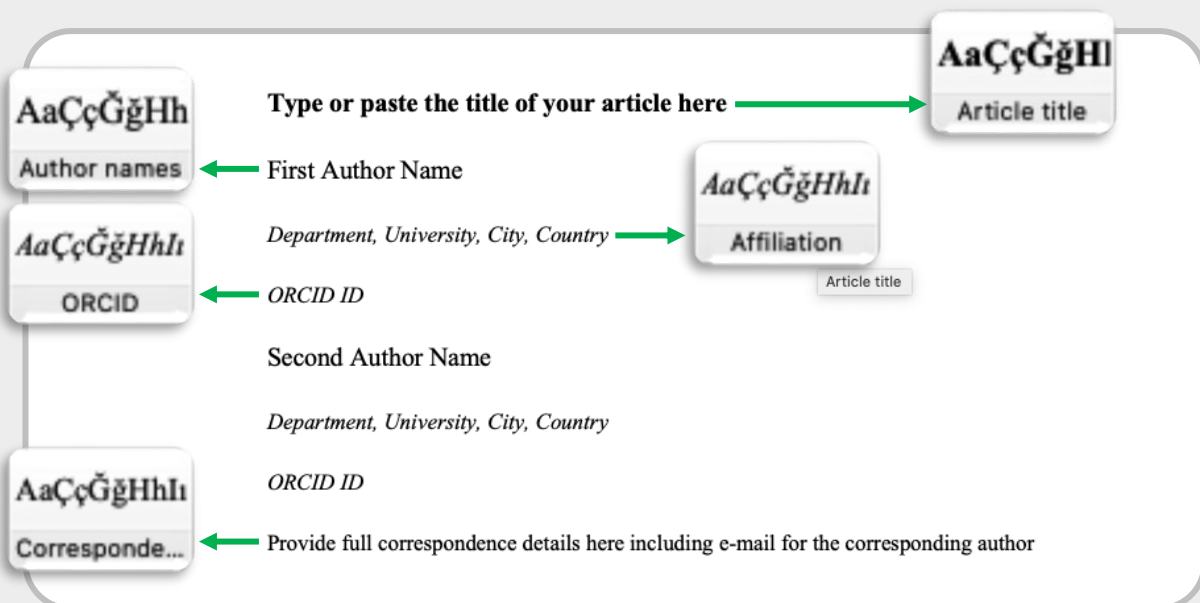 AaÇçĞğHl
Article title
AaÇçĞğHh
Author names
Type or paste the title of your article here
First Author Name
AaÇçĞğHhIı
Affiliation
Article title
Department, University, City, Country
AaÇçĞğHhIı
ORCID
ORCID ID
Second Author Name
Department, University, City, Country
ORCID ID
AaÇçĞğHhIı
Corresponde...
Provide full correspondence details here including e-mail for the corresponding author